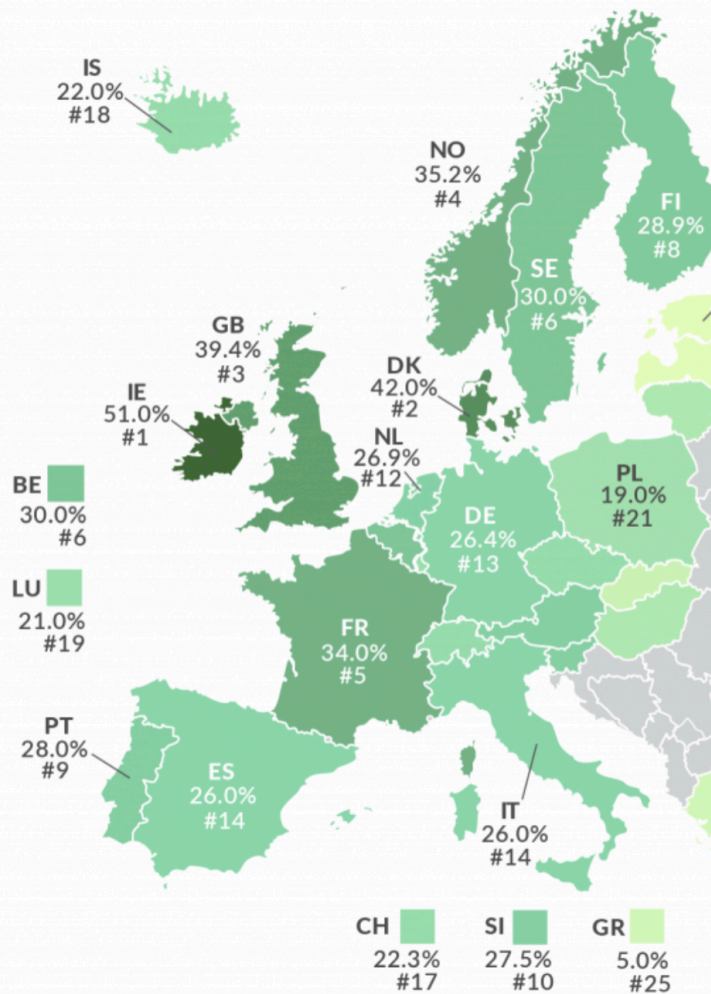 IS
22.0%
#18
NO
35.2%
#4
FI
28.9%
#8
SE
30.0%
#6
GB
39.4%
#3
IE
51.0%
#1
DK
42.0%
#2
NL
26.9%
#12
BE
30.0%
#6
PL
19.0%
#21
DE
26.4%
#13
LU
21.0%
#19
FR
34.0%
#5
PT
28.0%
#9
ES
26.0%
#14
IT
26.0%
#14
CH
22.3%
#17
SI
27.5%
#10
GR
5.0%
#25